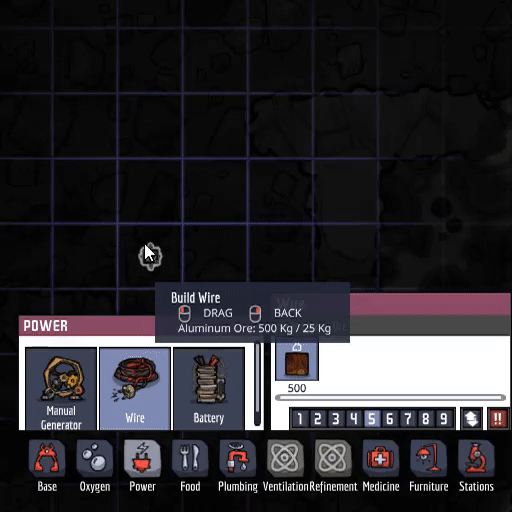 Build Wire
DRAG BACK
Aluminum Ore: 500 Kg / 25 Kg
POWER
Manual Generator
Wire
Battery
500
1 2 3 4 5 6 7 8 9 !!
Base Oxygen Power Food Plumbing Ventilation Refinement Medicine Furniture Stations